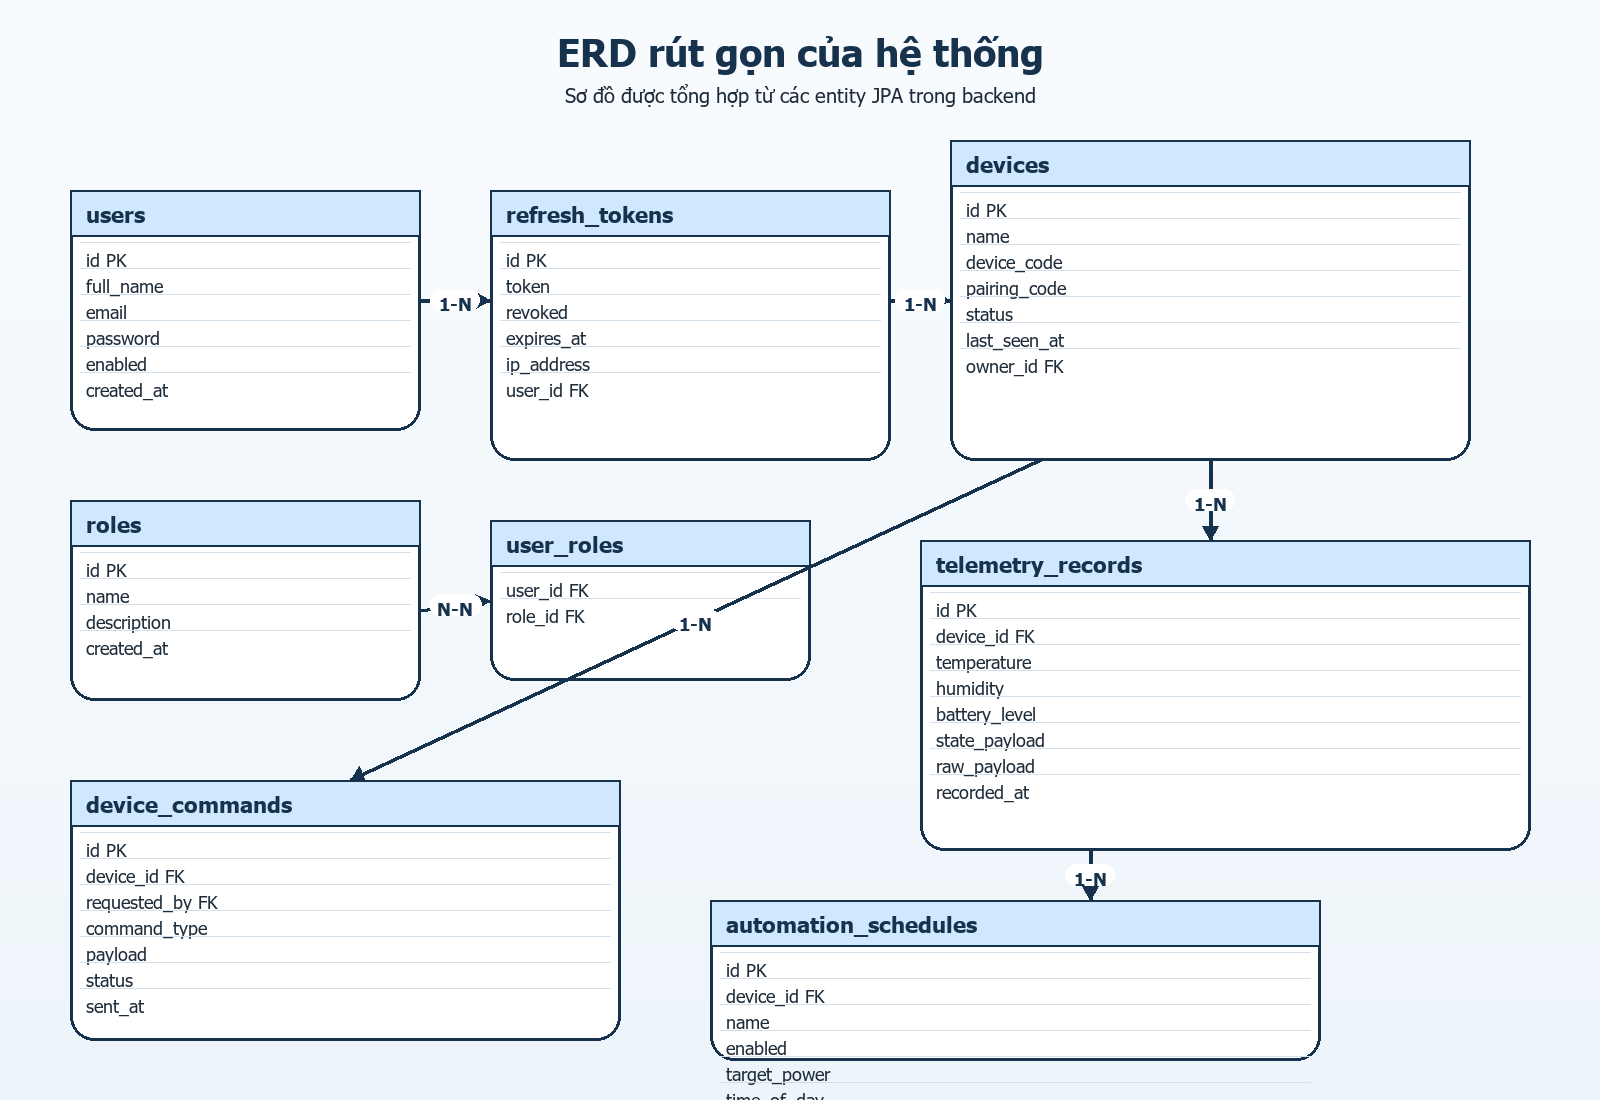 ERD rút gọn của hệ thống
Sơ đồ được tổng hợp từ các entity JPA trong backend
users
id PK
full_name
email
password
enabled
created_at
1-N
refresh_tokens
id PK
token
revoked
expires_at
ip_address
user_id FK
1-N
devices
id PK
name
device_code
pairing_code
status
last_seen_at
owner_id FK
roles
id PK
name
description
created_at
N-N
user_roles
user_id FK
role_id FK
1-N
1-N
telemetry_records
id PK
device_id FK
temperature
humidity
battery_level
state_payload
raw_payload
recorded_at
device_commands
id PK
device_id FK
requested_by FK
command_type
payload
status
sent_at
1-N
automation_schedules
id PK
device_id FK
name
enabled
target_power
time_of_day